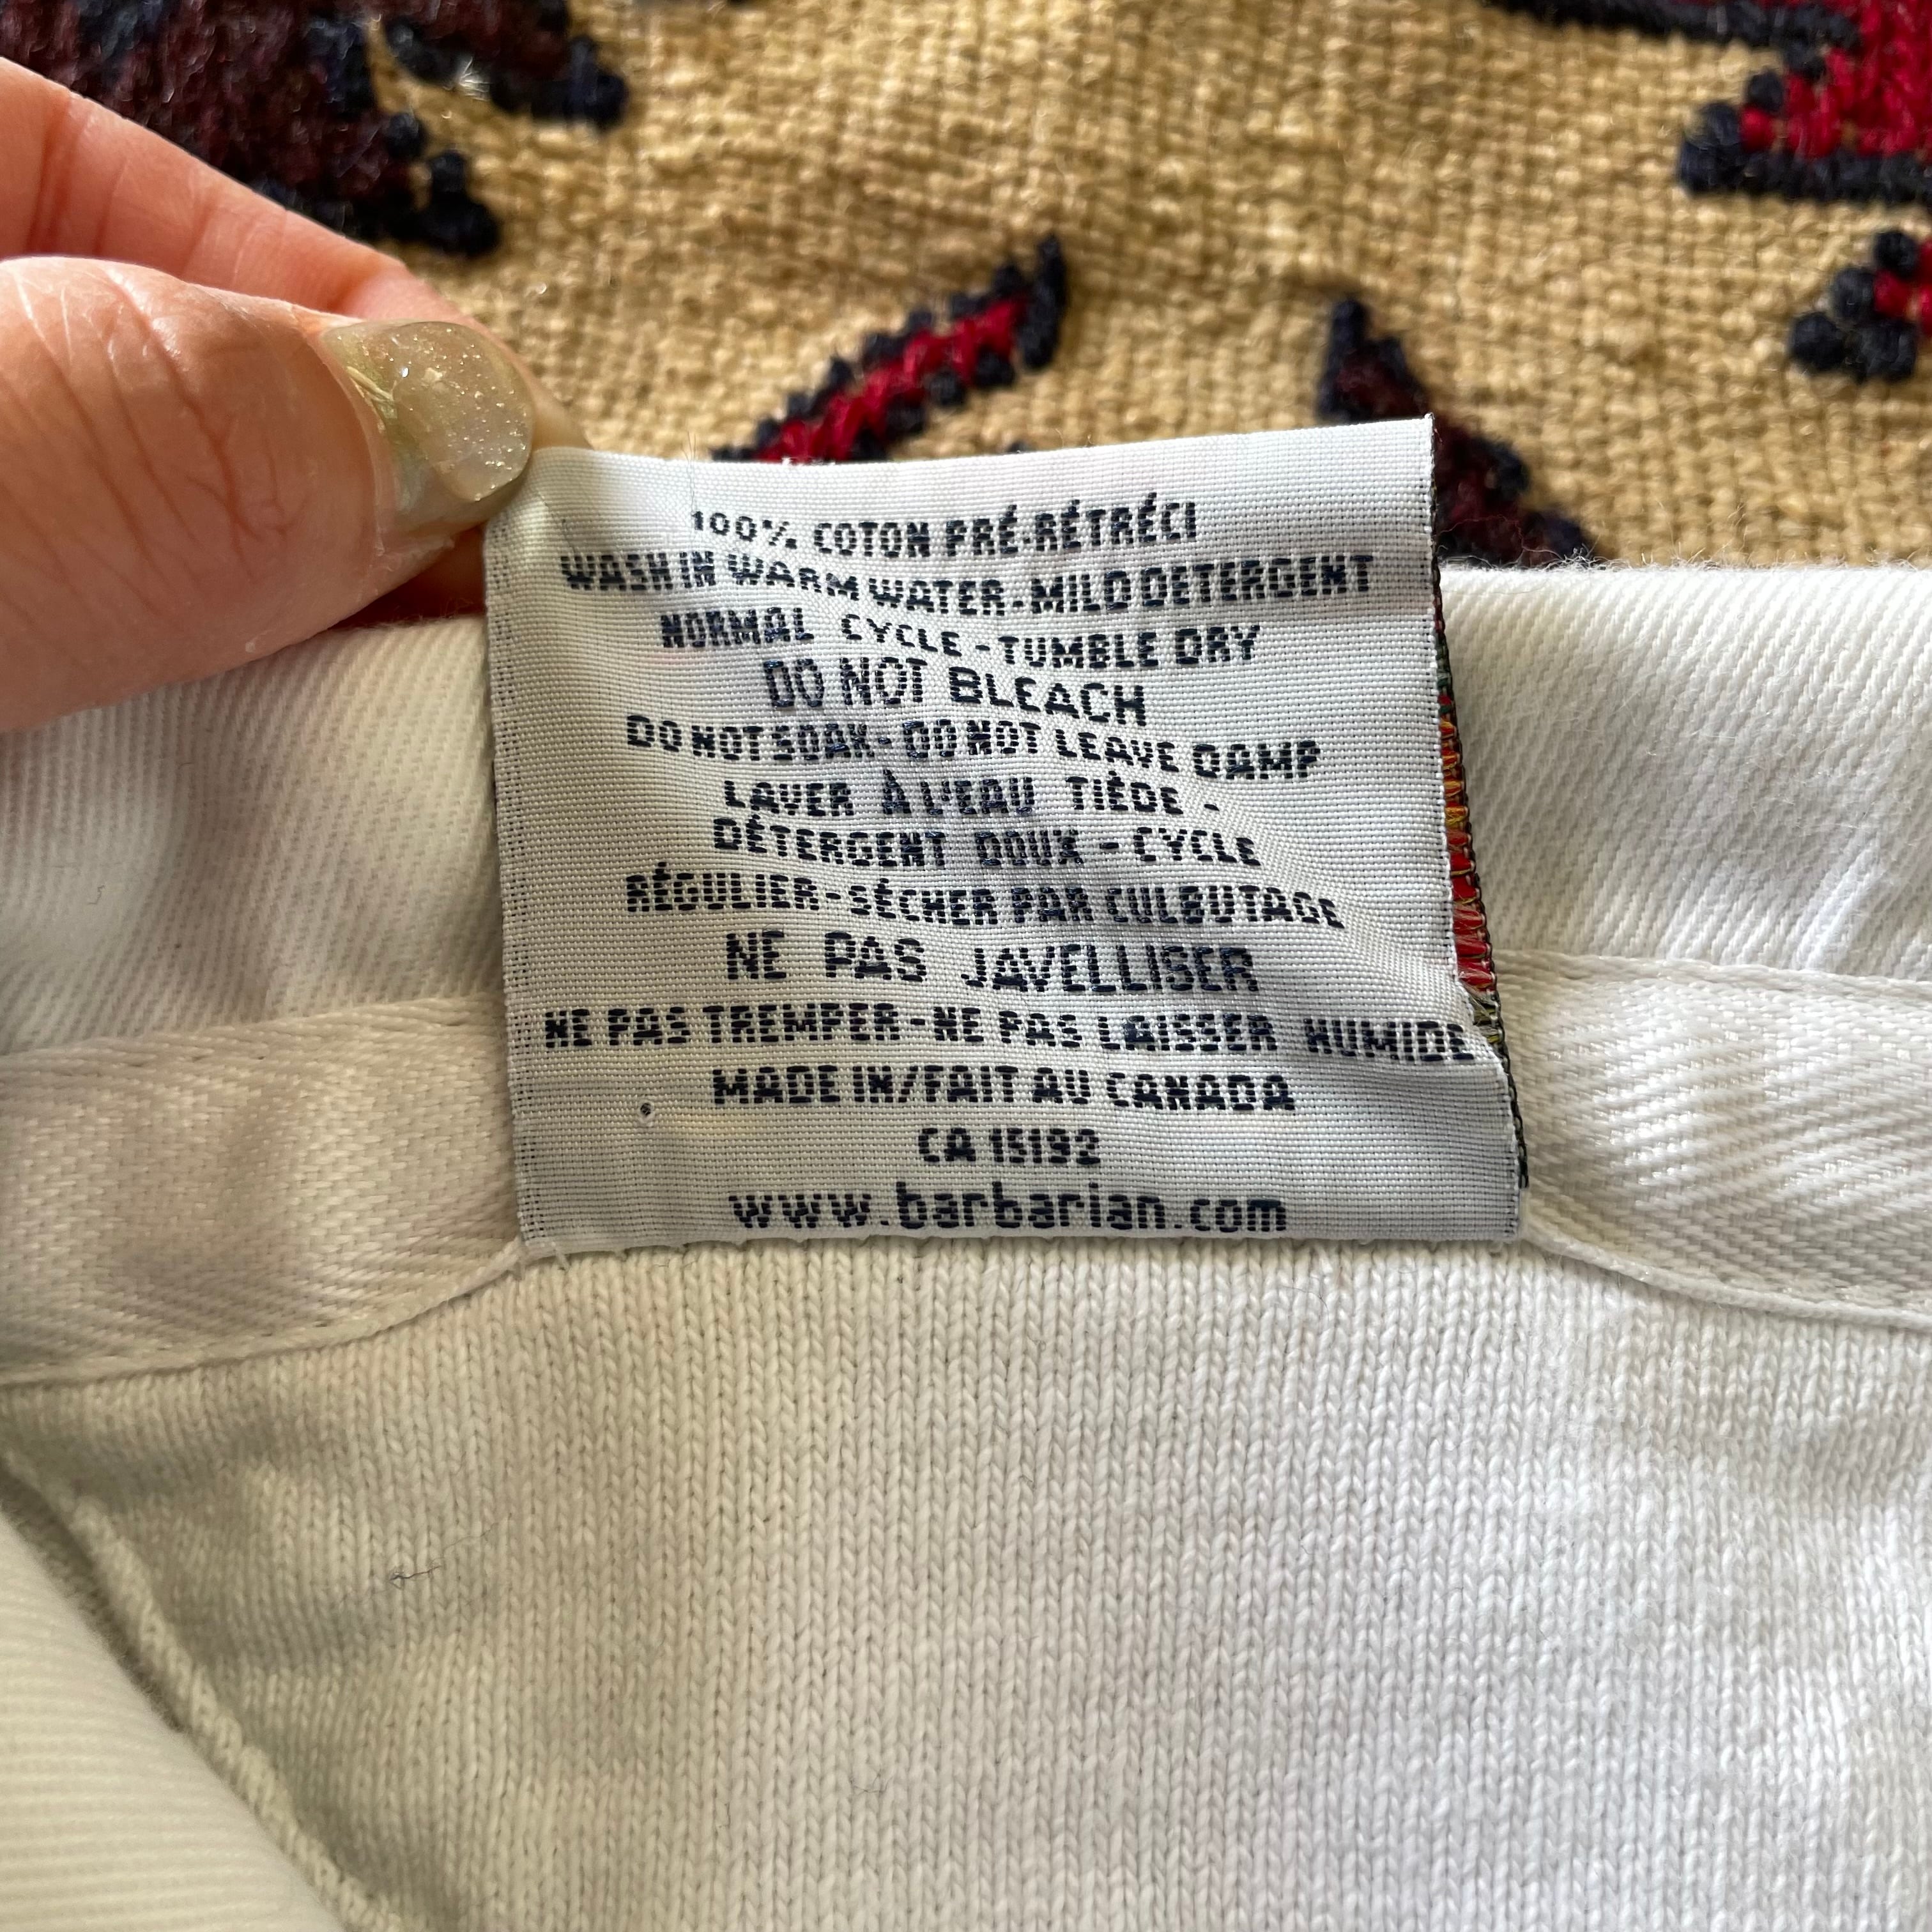 100% COTON PRÉ-RÉTRÉCI
WASH IN WARM WATER-MILD DETERGENT
NORMAL CYCLE-TUMBLE DRY
DO NOT BLEACH
DO NOT SOAK-DO NOT LEAVE DAMP
LAVER À L'EAU TIÈDE -
DÉTERGENT DOUX - CYCLE
RÉGULIER-SÉCHER PAR CULBUTAGE
NE PAS JAVELLISER
NE PAS TREMPER-NE PAS LAISSER HUMIDE
MADE IN/FAIT AU CANADA
CA 15192
www.barbarian.com